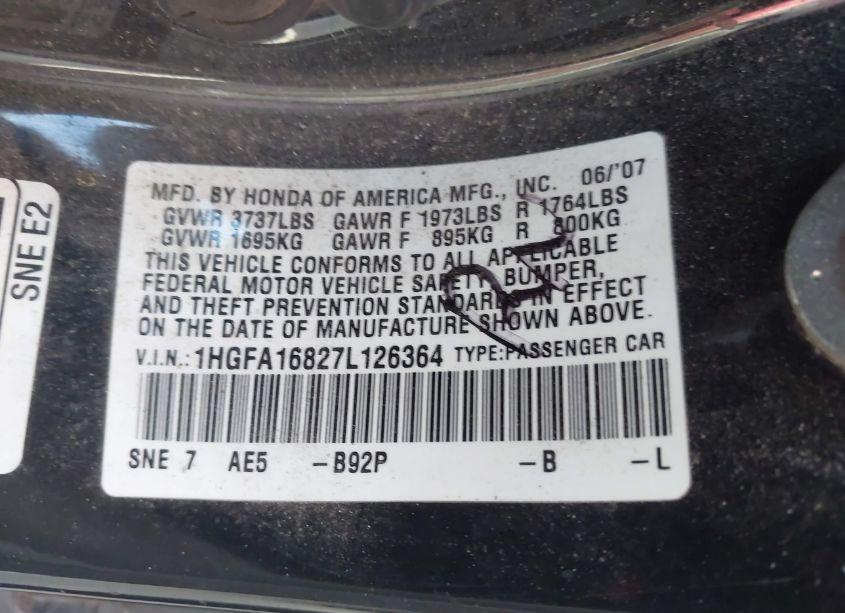 MFD. BY HONDA OF AMERICA MFG., INC. 06/'07
GVWR 3737LBS GAWR F 1973LBS R 1764LBS
GVWR 1695KG GAWR F 895KG R 800KG
THIS VEHICLE CONFORMS TO ALL APPLICABLE
FEDERAL MOTOR VEHICLE SAFETY, BUMPER,
AND THEFT PREVENTION STANDARDS IN EFFECT
ON THE DATE OF MANUFACTURE SHOWN ABOVE.
V.I.N.: 1HGFA16827L126364 TYPE:PASSENGER CAR
SNE 7 AE5 -B92P -B -L
SNE E2